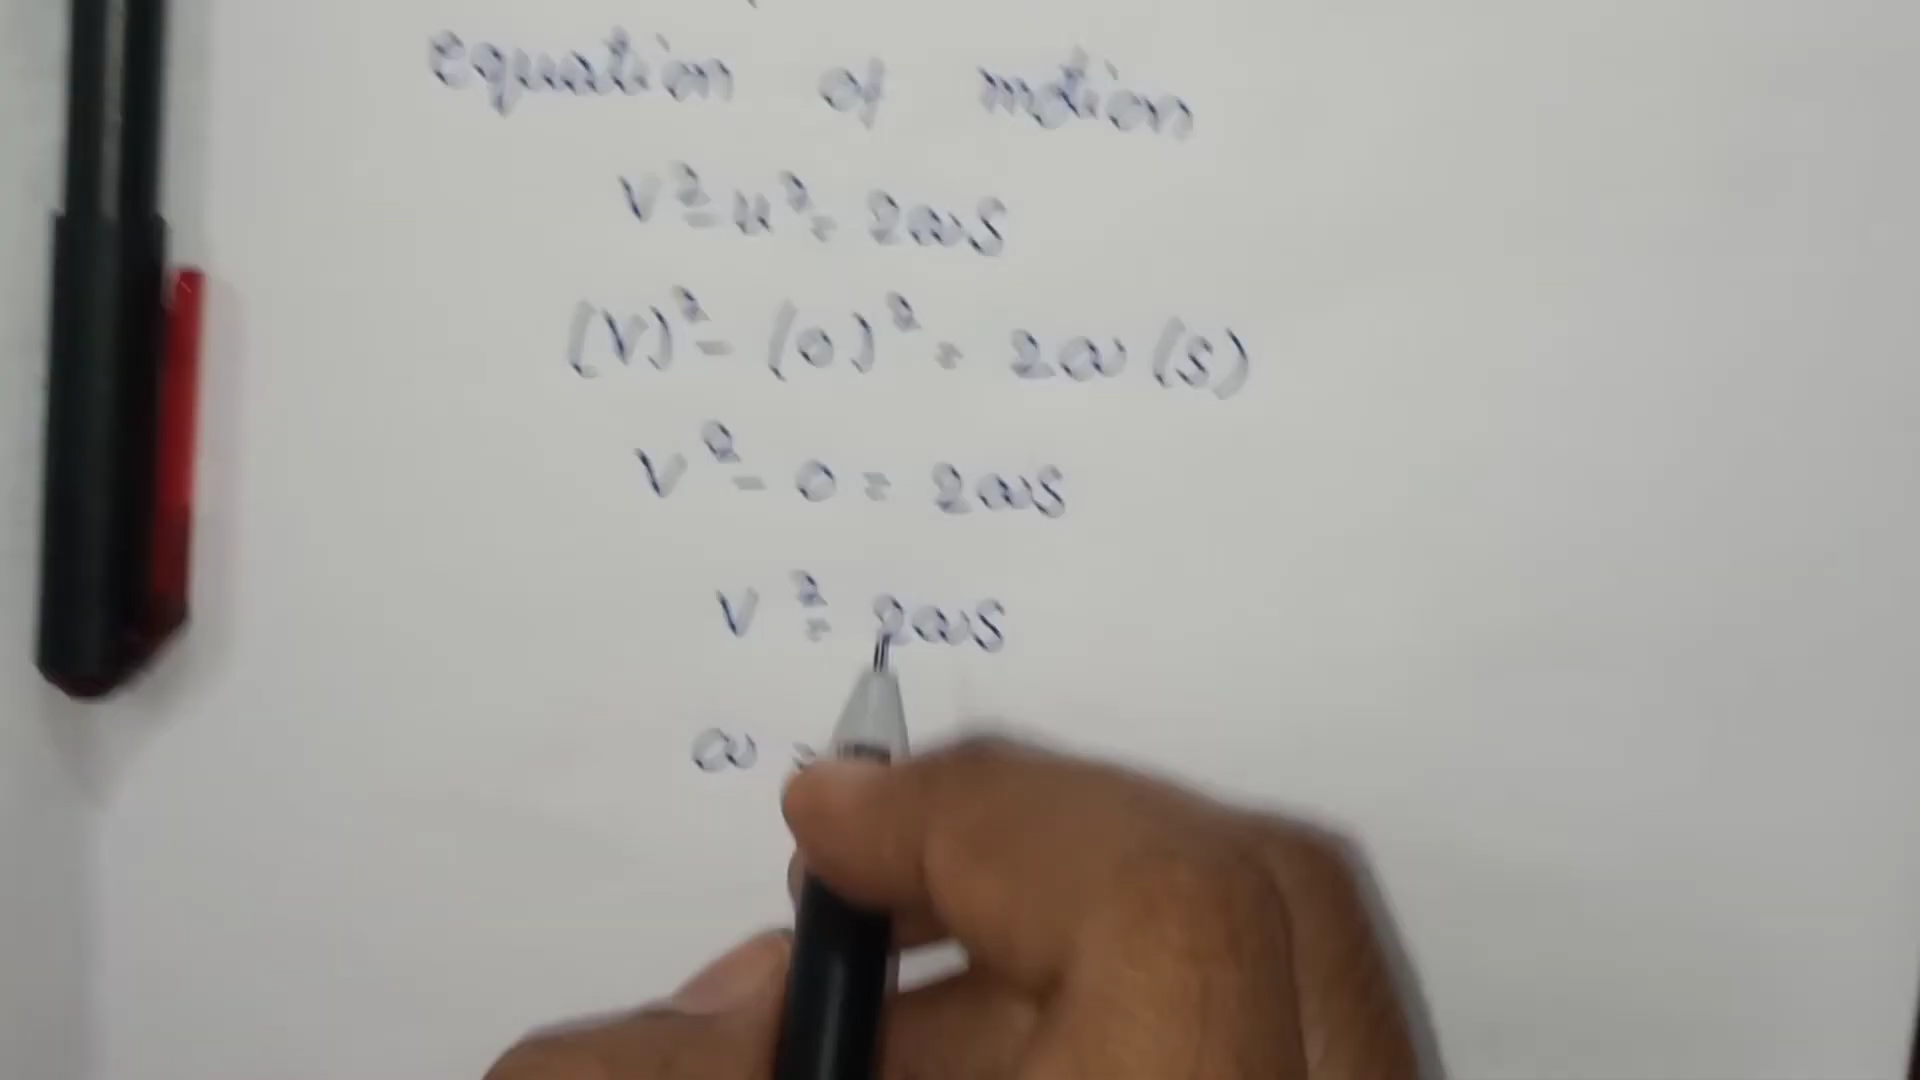 equation of motion
v² - u² = 2as
(v)² - (0)² = 2a (s)
v² - 0 = 2as
v² = 2as
a =